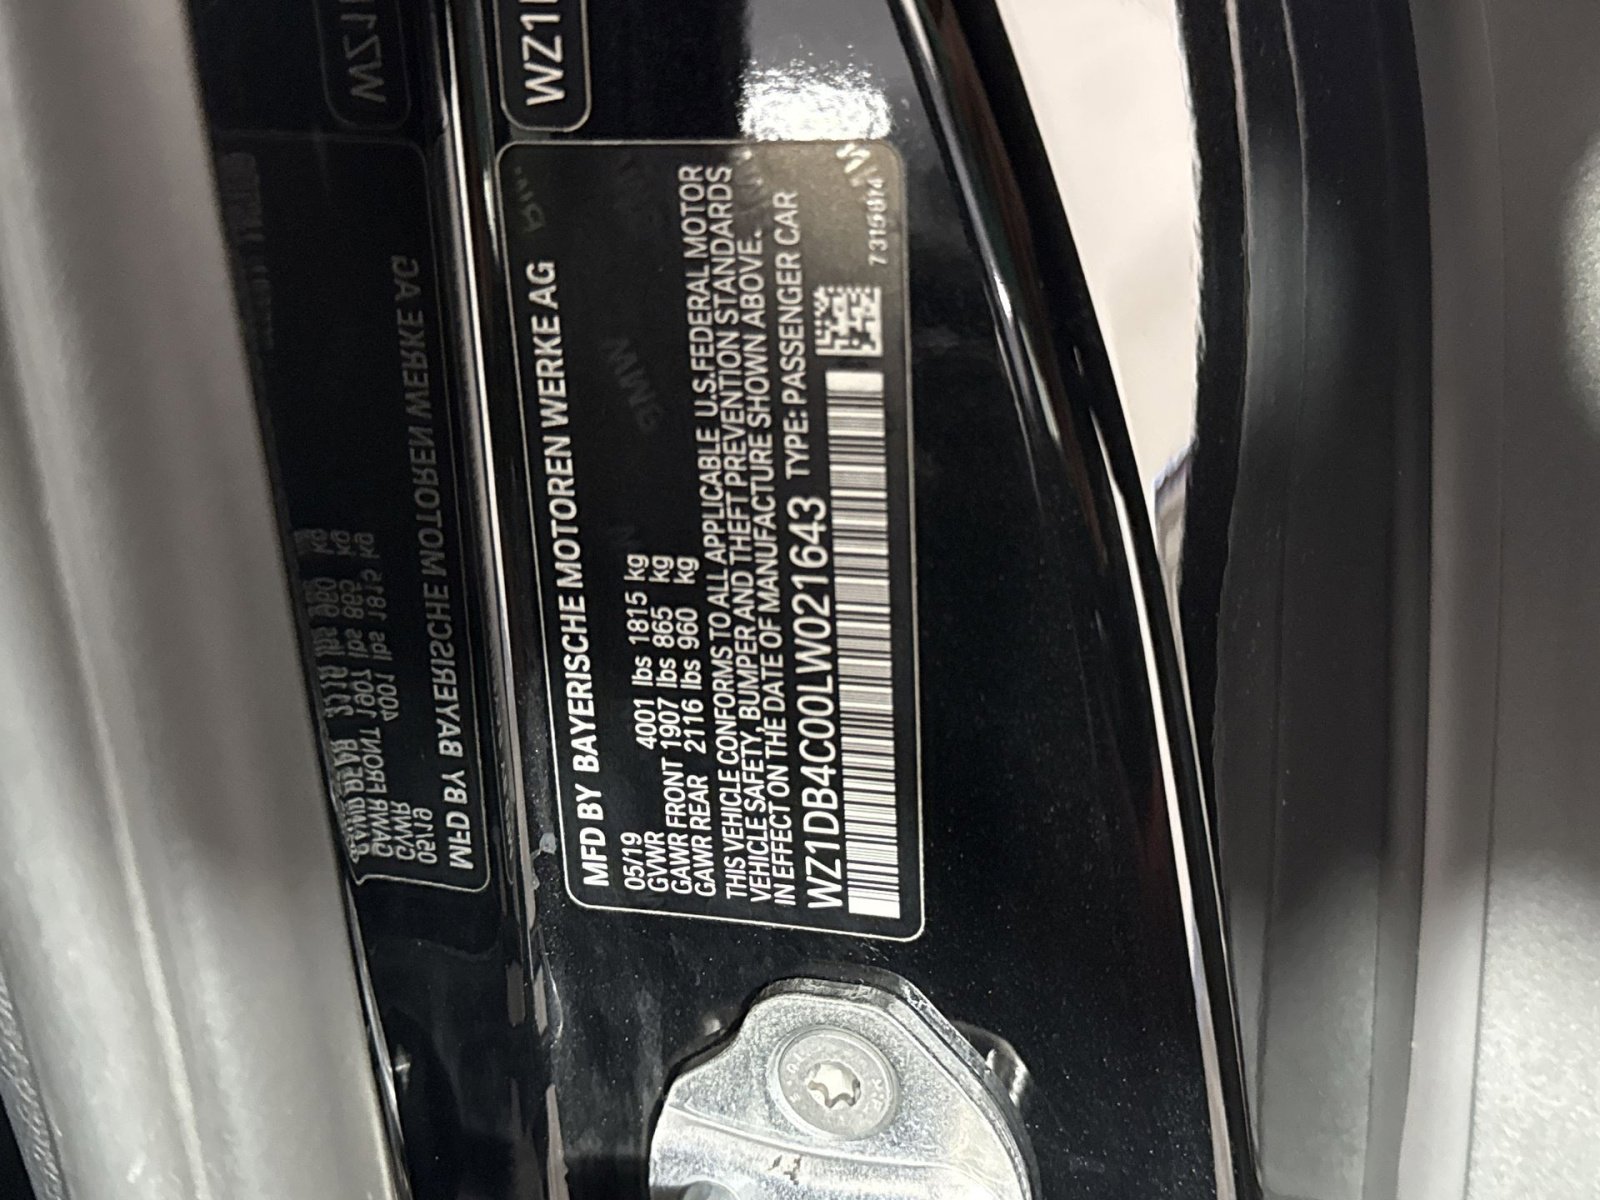 WZ1
MFD BY BAYERISCHE MOTOREN WERKE AG
05/19
GVWR 4001 lbs 1815 kg
GAWR FRONT 1907 lbs 865 kg
GAWR REAR 2116 lbs 960 kg
THIS VEHICLE CONFORMS TO ALL APPLICABLE U.S.FEDERAL MOTOR
VEHICLE SAFETY, BUMPER AND THEFT PREVENTION STANDARDS
IN EFFECT ON THE DATE OF MANUFACTURE SHOWN ABOVE.
WZ1DB4C00LW021643 TYPE: PASSENGER CAR